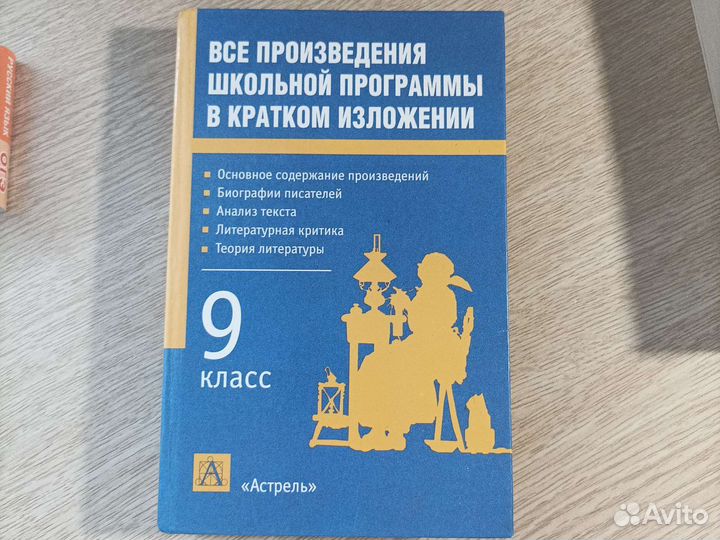 ВСЕ ПРОИЗВЕДЕНИЯ
ШКОЛЬНОЙ ПРОГРАММЫ
В КРАТКОМ ИЗЛОЖЕНИИ
Основное содержание произведений
Биографии писателей
Анализ текста
Литературная критика
Теория литературы
9
класс
А
«Астрель»
РУССКИЙ ЯЗЫК
ОГЭ
Avito